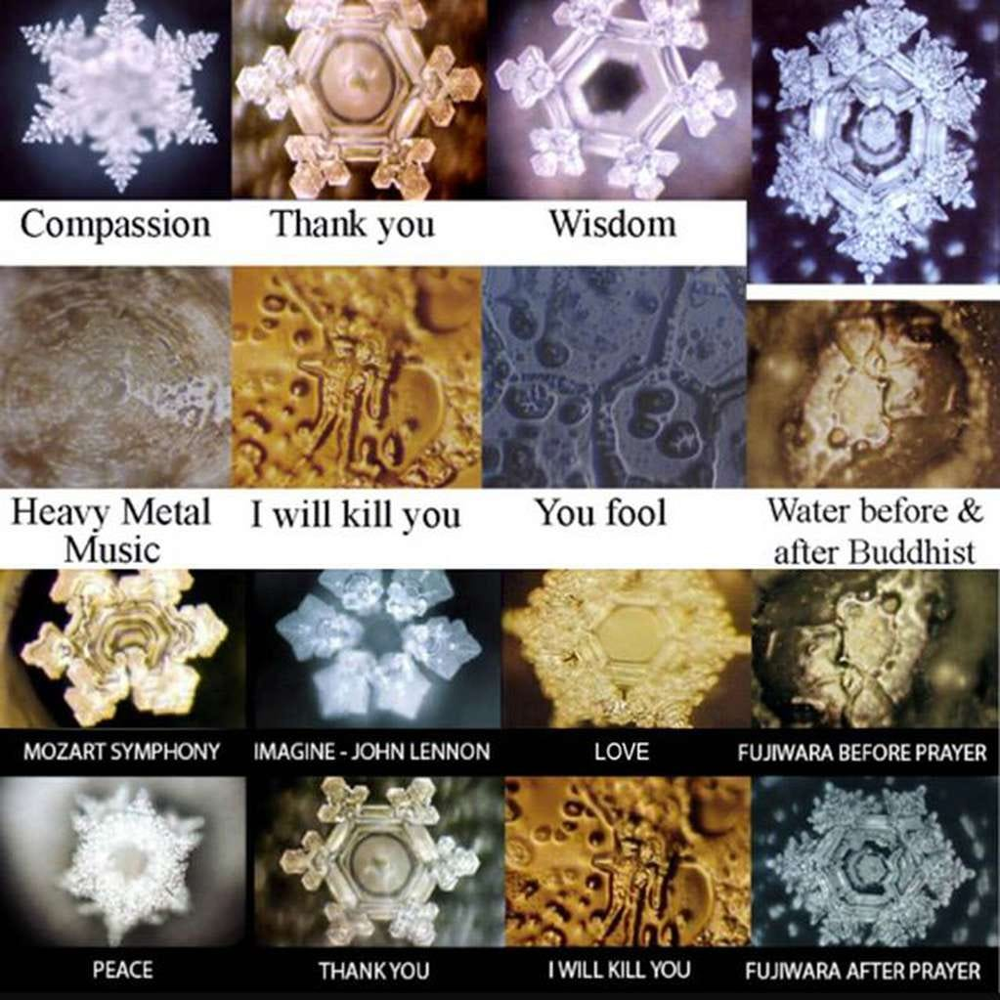 Compassion
Thank you
Wisdom
Heavy Metal
Music
I will kill you
You fool
Water before &
after Buddhist
MOZART SYMPHONY
IMAGINE - JOHN LENNON
LOVE
FUJIWARA BEFORE PRAYER
PEACE
THANK YOU
I WILL KILL YOU
FUJIWARA AFTER PRAYER